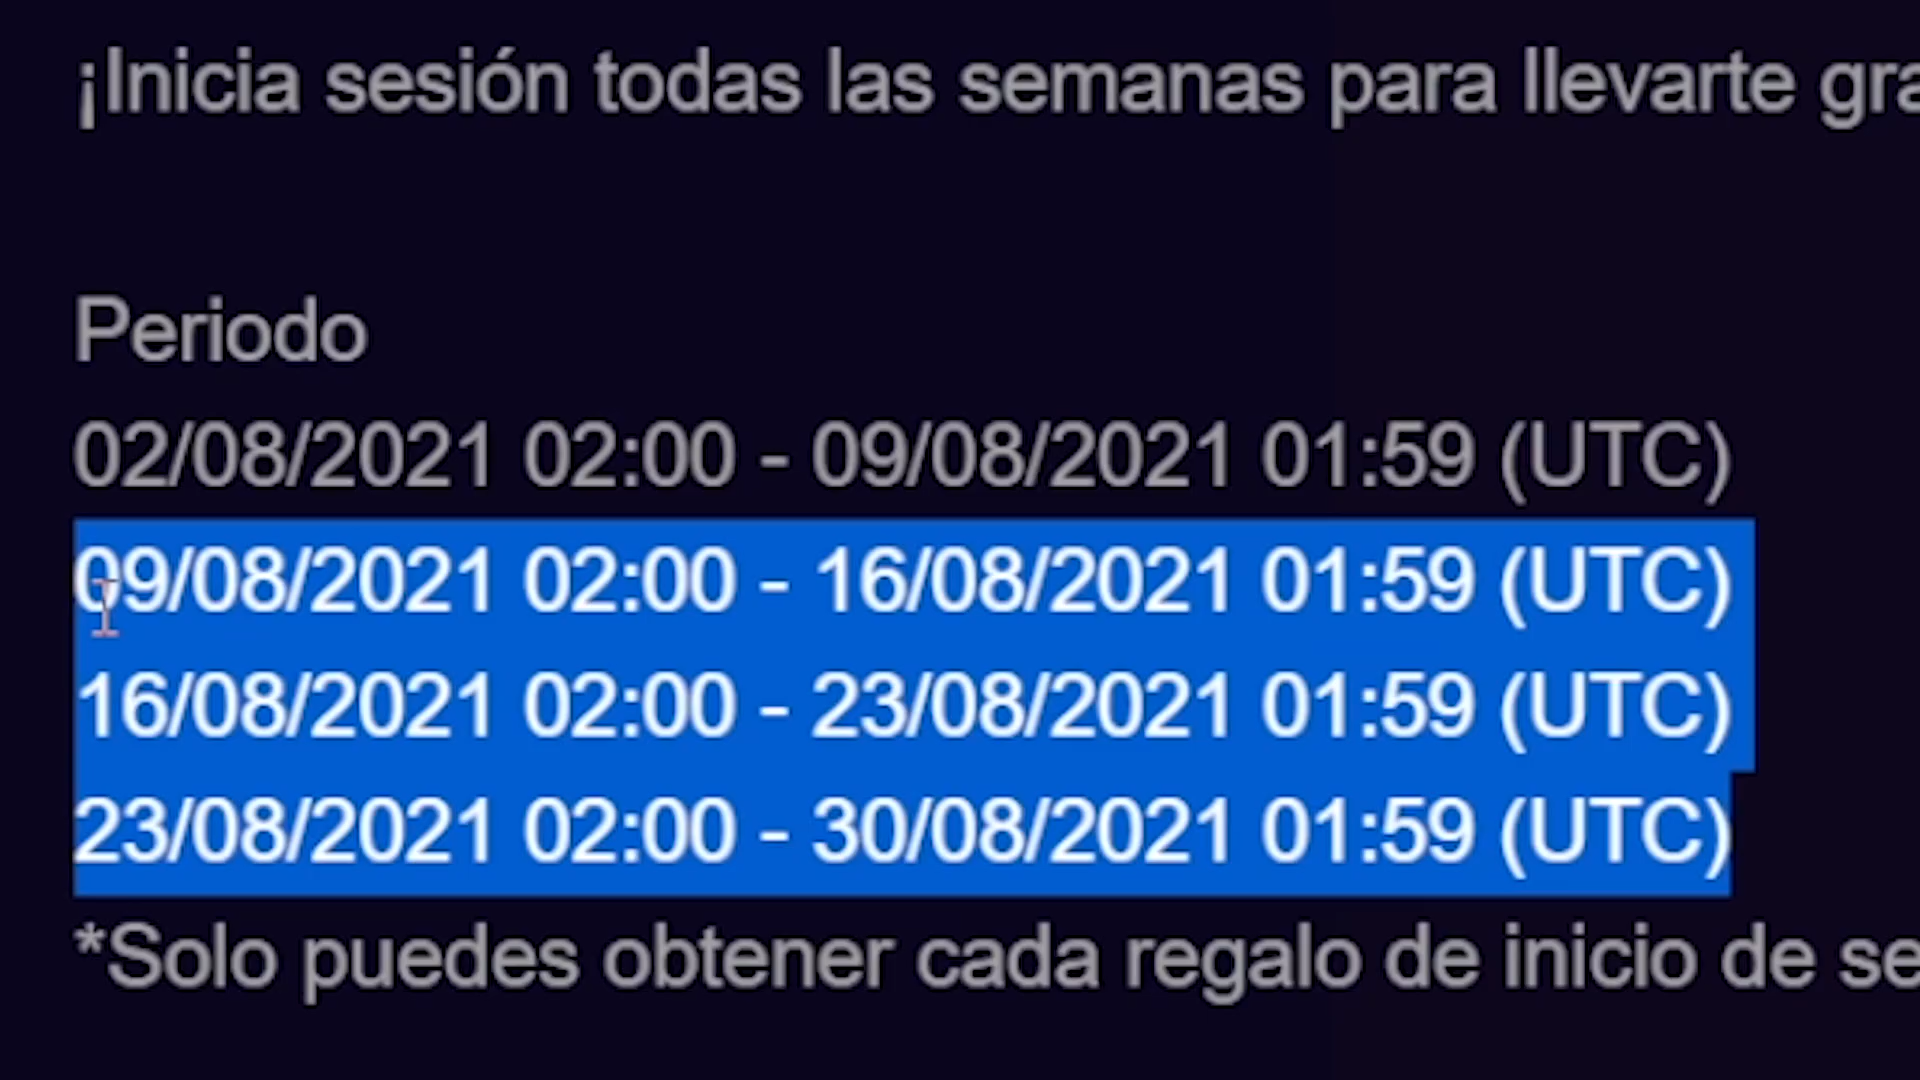 ¡Inicia sesión todas las semanas para llevarte
Periodo
02/08/2021 02:00 - 09/08/2021 01:59 (UTC)
09/08/2021 02:00 - 16/08/2021 01:59 (UTC)
16/08/2021 02:00 - 23/08/2021 01:59 (UTC)
23/08/2021 02:00 - 30/08/2021 01:59 (UTC)
*Solo puedes obtener cada regalo de inicio de